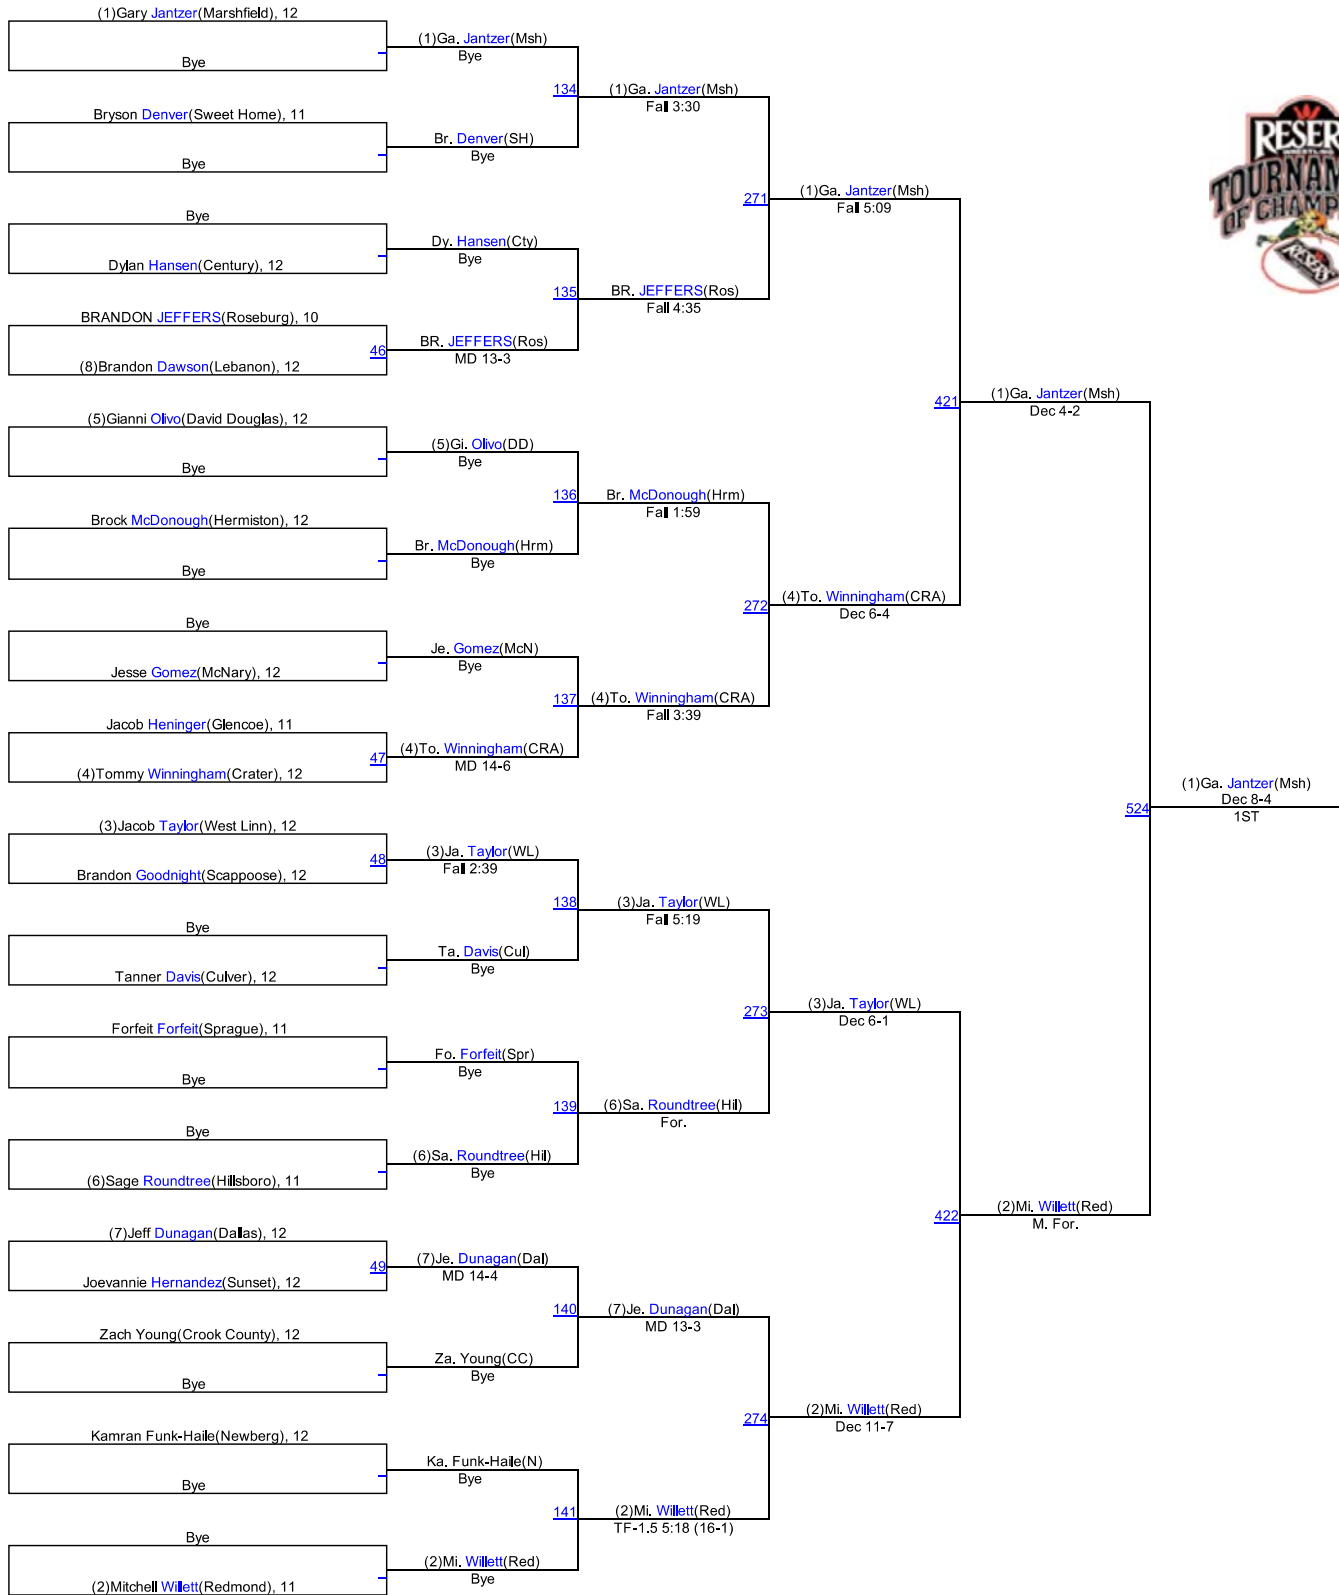 (1)Gary Jantzer(Marshfield), 12
Bye
Bryson Denver(Sweet Home), 11
Bye
Bye
Dylan Hansen(Century), 12
BRANDON JEFFERS(Roseburg), 10
46
(8)Brandon Dawson(Lebanon), 12
(5)Gianni Olivo(David Douglas), 12
Bye
Brock McDonough(Hermiston), 12
Bye
Bye
Jesse Gomez(McNary), 12
Jacob Heninger(Glencoe), 11
47
(4)Tommy Winningham(Crater), 12
(3)Jacob Taylor(West Linn), 12
48
Brandon Goodnight(Scappoose), 12
Bye
Tanner Davis(Culver), 12
Forfeit Forfeit(Sprague), 11
Bye
Bye
(6)Sage Roundtree(Hillsboro), 11
(7)Jeff Dunagan(Dallas), 12
49
Joevannie Hernandez(Sunset), 12
Zach Young(Crook County), 12
Bye
Kamran Funk-Haile(Newberg), 12
Bye
Bye
(2)Mitchell Willett(Redmond), 11
(1)Ga. Jantzer(Msh)
Bye
134
Br. Denver(SH)
Bye
Dy. Hansen(Cty)
Bye
135
BR. JEFFERS(Ros)
MD 13-3
(5)Gi. Olivo(DD)
Bye
136
Br. McDonough(Hrm)
Bye
Je. Gomez(McN)
Bye
137
(4)To. Winningham(CRA)
MD 14-6
(3)Ja. Taylor(WL)
Fall 2:39
138
Ta. Davis(Cul)
Bye
Fo. Forfeit(Spr)
Bye
139
(6)Sa. Roundtree(Hil)
Bye
(7)Je. Dunagan(Dal)
MD 14-4
140
Za. Young(CC)
Bye
Ka. Funk-Haile(N)
Bye
141
(2)Mi. Willett(Red)
Bye
(1)Ga. Jantzer(Msh)
Fall 3:30
271
BR. JEFFERS(Ros)
Fall 4:35
Br. McDonough(Hrm)
Fall 1:59
272
(4)To. Winningham(CRA)
Fall 3:39
(3)Ja. Taylor(WL)
Fall 5:19
273
(6)Sa. Roundtree(Hil)
For.
(7)Je. Dunagan(Dal)
MD 13-3
274
(2)Mi. Willett(Red)
TF-1.5 5:18 (16-1)
(1)Ga. Jantzer(Msh)
Fall 5:09
421
(4)To. Winningham(CRA)
Dec 6-4
(3)Ja. Taylor(WL)
Dec 6-1
422
(2)Mi. Willett(Red)
Dec 11-7
(1)Ga. Jantzer(Msh)
Dec 4-2
524
(2)Mi. Willett(Red)
M. For.
(1)Ga. Jantzer(Msh)
Dec 8-4
1ST
RESER
TOURNAM
OF CHAMP